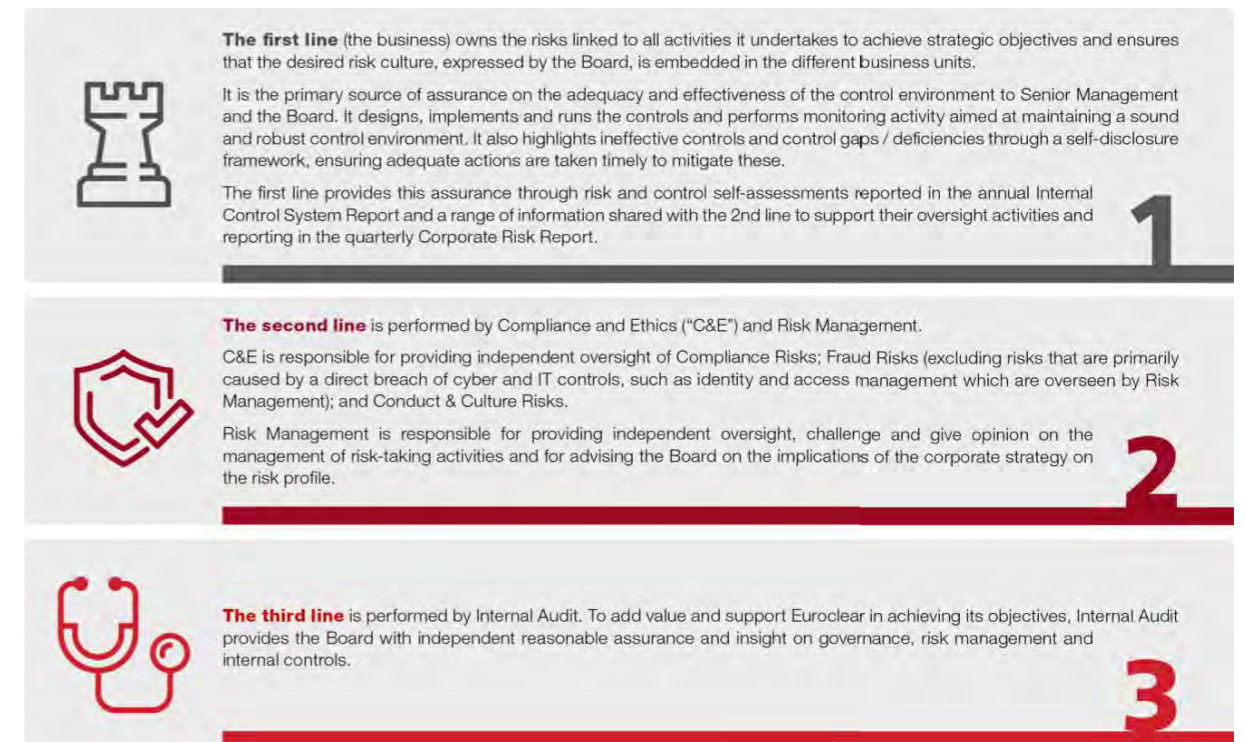 The first line (the business) owns the risks linked to all activities it undertakes to achieve strategic objectives and ensures
that the desired risk culture, expressed by the Board, is embedded in the different business units.
It is the primary source of assurance on the adequacy and effectiveness of the control environment to Senior Management
and the Board. It designs, implements and runs the controls and performs monitoring activity aimed at maintaining a sound
and robust control environment. It also highlights ineffective controls and control gaps / deficiencies through a self-disclosure
framework, ensuring adequate actions are taken timely to mitigate these.
The first line provides this assurance through risk and control self-assessments reported in the annual Internal
Control System Report and a range of information shared with the 2nd line to support their oversight activities and
reporting in the quarterly Corporate Risk Report.
1
The second line is performed by Compliance and Ethics ("C&E") and Risk Management.
C&E is responsible for providing independent oversight of Compliance Risks; Fraud Risks (excluding risks that are primarily
caused by a direct breach of cyber and IT controls, such as identity and access management which are overseen by Risk
Management); and Conduct & Culture Risks.
Risk Management is responsible for providing independent oversight, challenge and give opinion on the
management of risk-taking activities and for advising the Board on the implications of the corporate strategy on
the risk profile.
2
The third line is performed by Internal Audit. To add value and support Euroclear in achieving its objectives, Internal Audit
provides the Board with independent reasonable assurance and insight on governance, risk management and
internal controls.
3